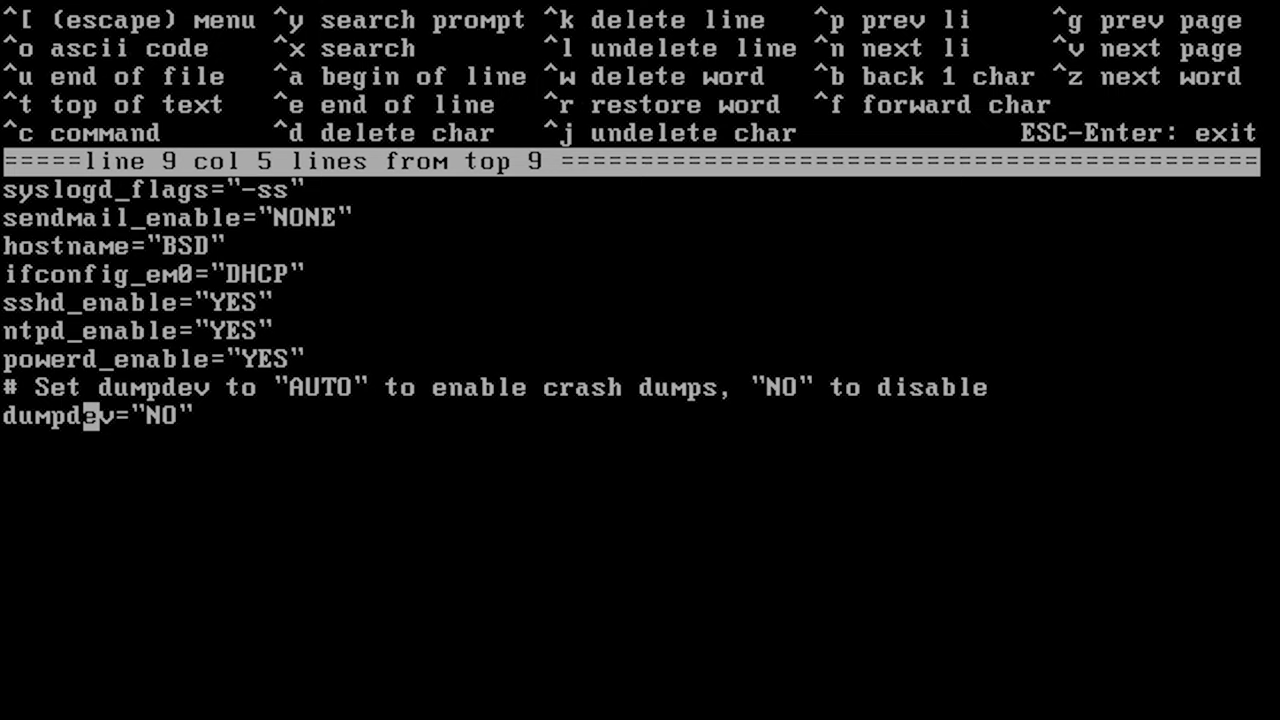 ^[ (escape) menu ^y search prompt ^k delete line ^p prev li ^g prev page
^o ascii code ^x search ^l undelete line ^n next li ^v next page
^u end of file ^a begin of line ^w delete word ^b back 1 char ^z next word
^t top of text ^e end of line ^r restore word ^f forward char
^c command ^d delete char ^j undelete char ESC-Enter: exit
=====line 9 col 5 lines from top 9 ============================================
syslogd_flags="-ss"
sendmail_enable="NONE"
hostname="BSD"
ifconfig_em0="DHCP"
sshd_enable="YES"
ntpd_enable="YES"
powerd_enable="YES"
# Set dumpdev to "AUTO" to enable crash dumps, "NO" to disable
dumpdev="NO"